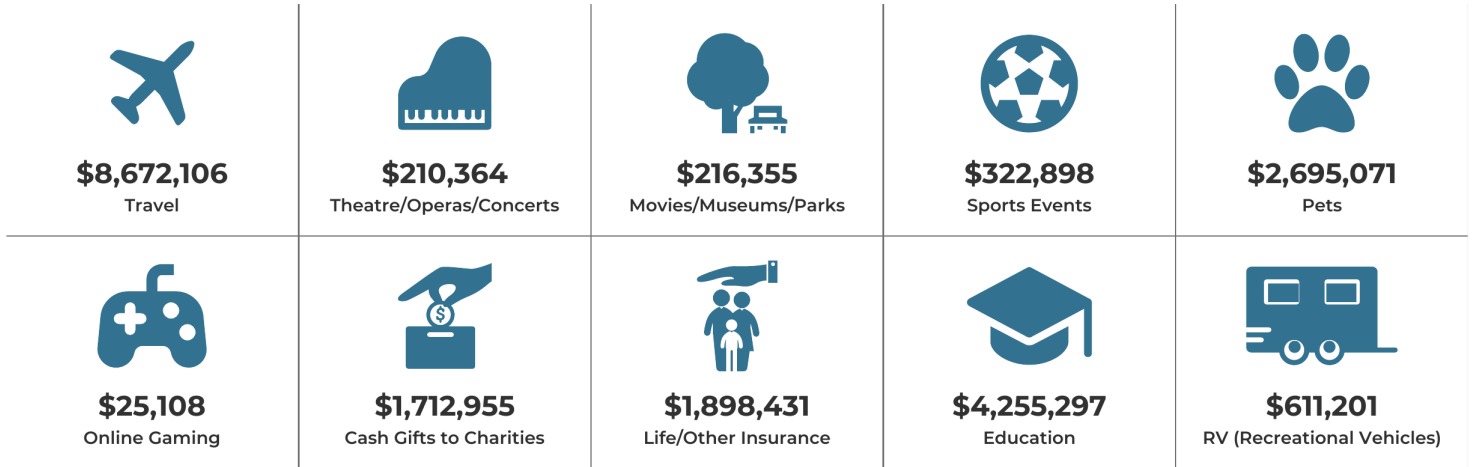 $8,672,106
Travel
$210,364
Theatre/Operas/Concerts
$216,355
Movies/Museums/Parks
$322,898
Sports Events
$2,695,071
Pets
$25,108
Online Gaming
$
$1,712,955
Cash Gifts to Charities
$1,898,431
Life/Other Insurance
$4,255,297
Education
$611,201
RV (Recreational Vehicles)